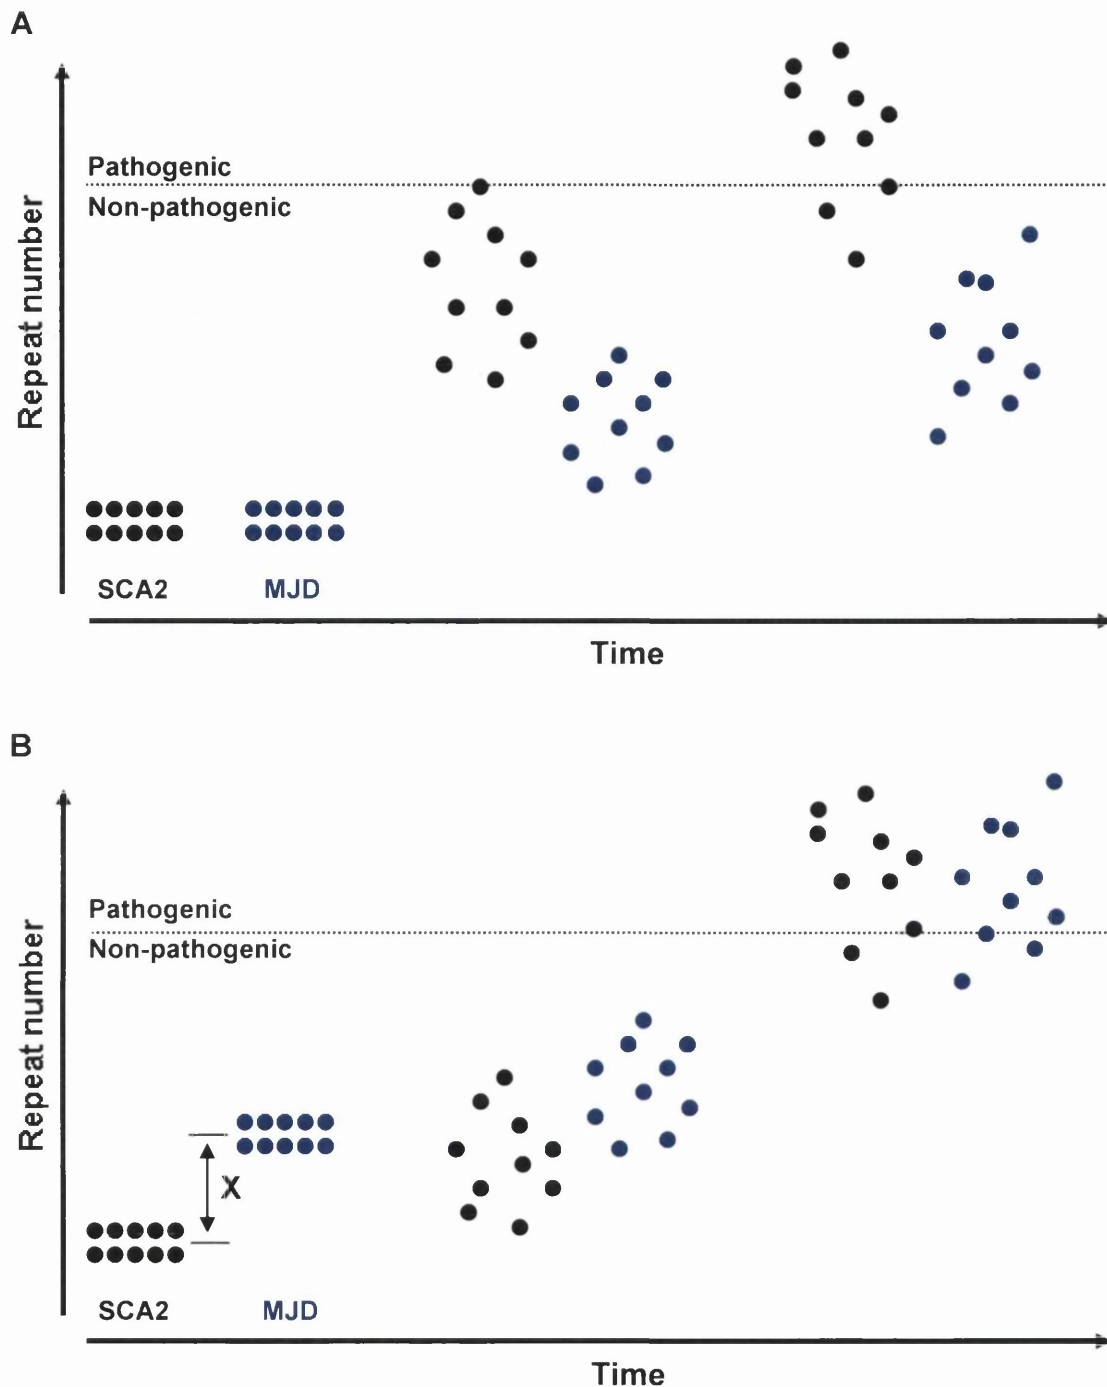 A
Pathogenic
Non-pathogenic
Repeat number
SCA2 MJD
Time
B
Pathogenic
Non-pathogenic
Repeat number
X
SCA2 MJD
Time